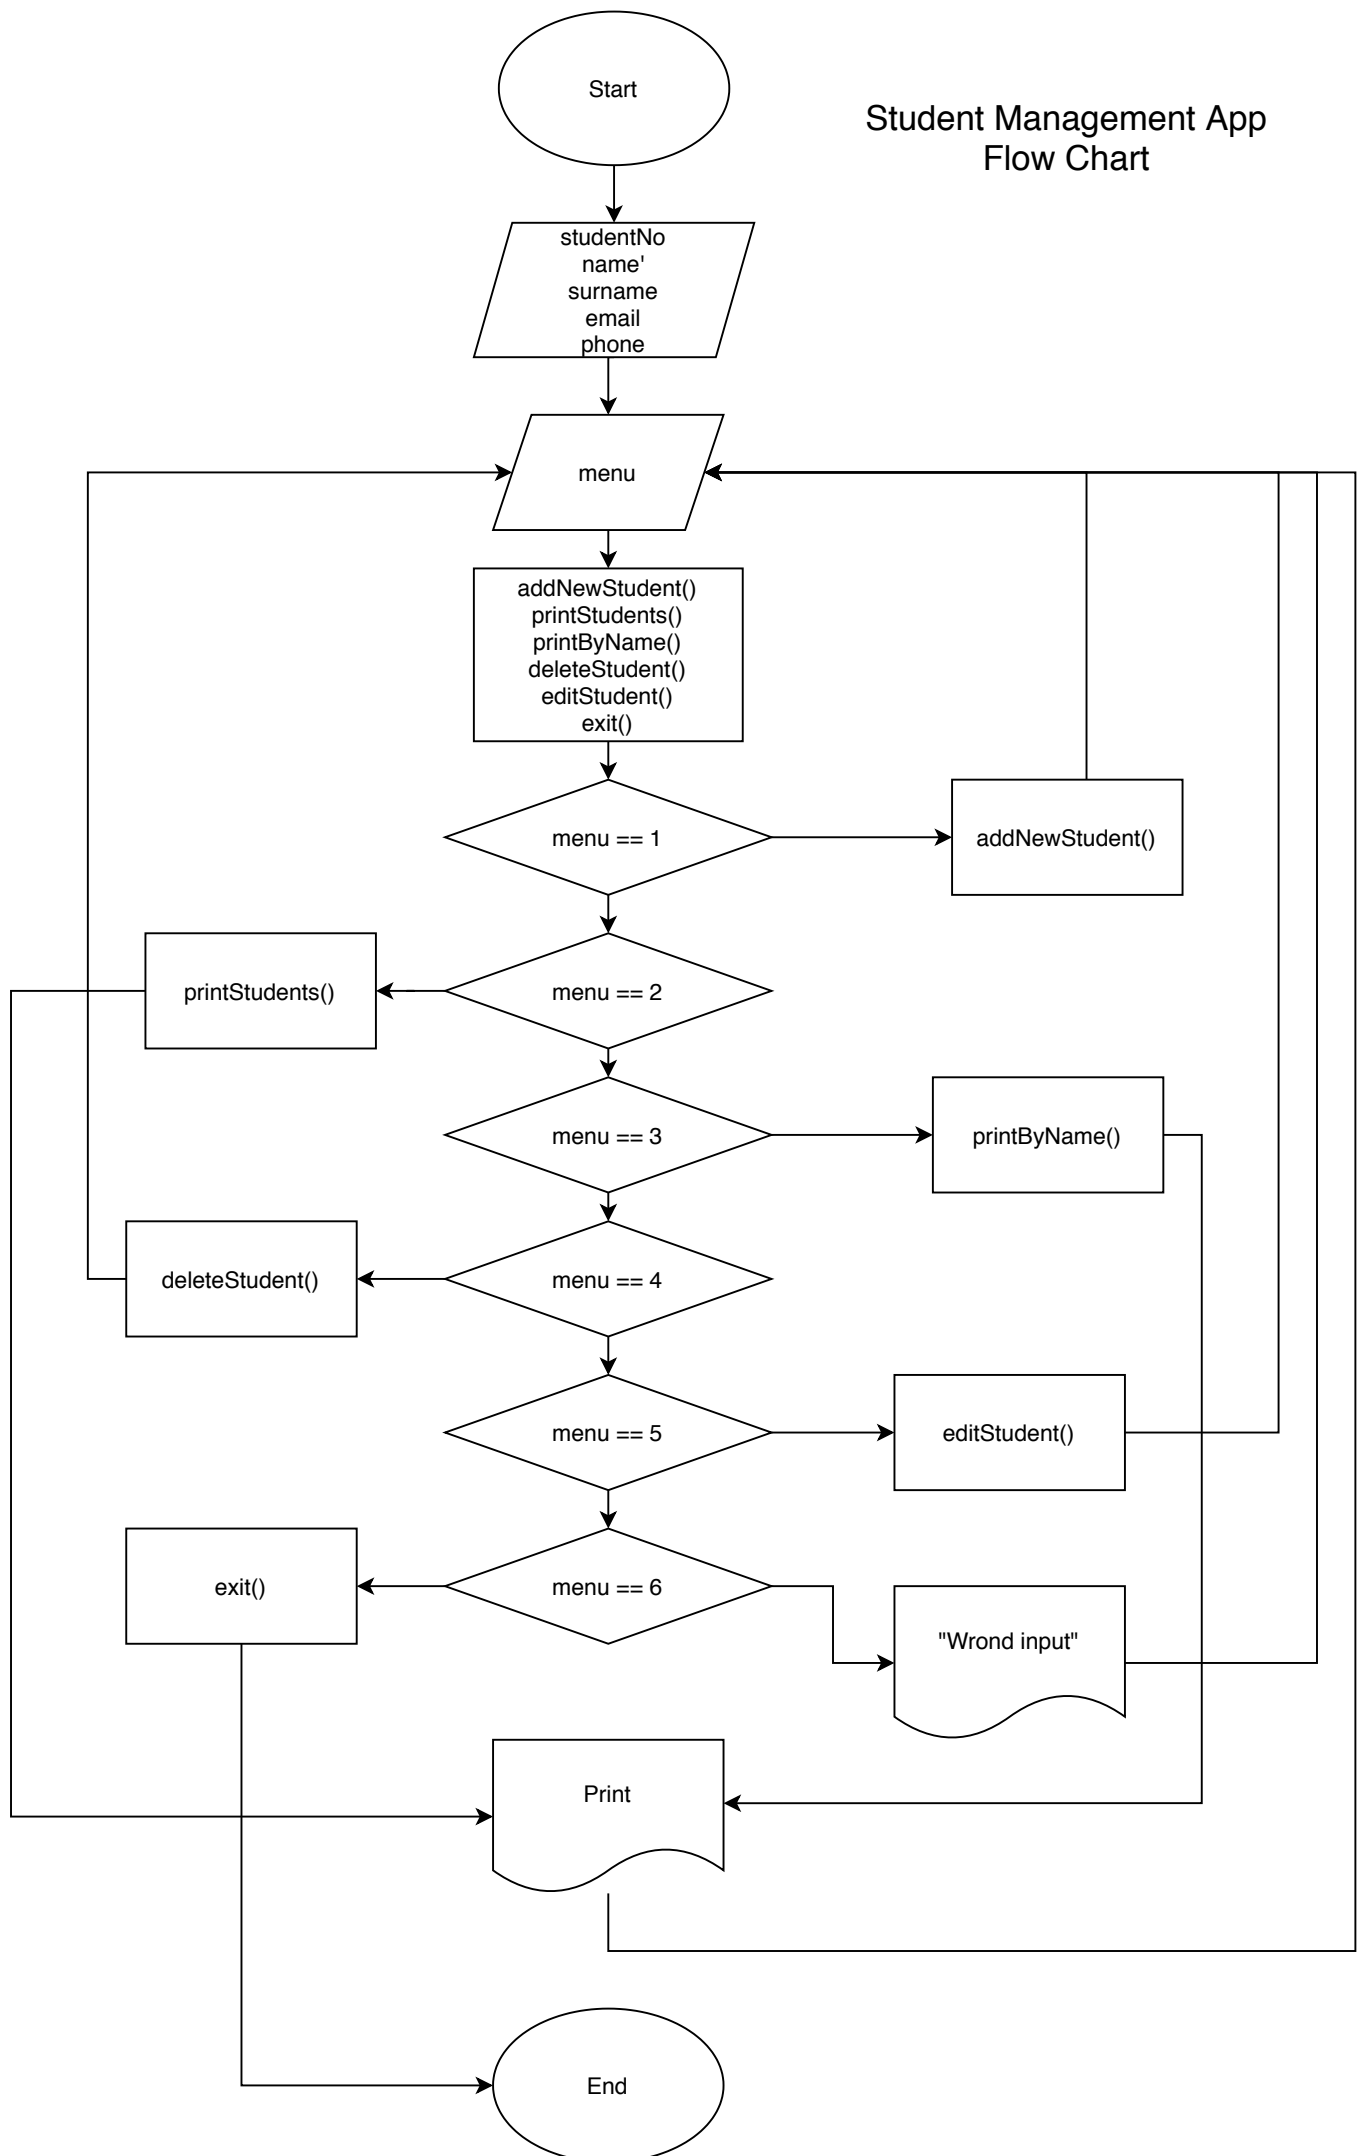 Start
Student Management App
Flow Chart
studentNo
name'
surname
email
phone
menu
addNewStudent()
printStudents()
printByName()
deleteStudent()
editStudent()
exit()
menu == 1
addNewStudent()
printStudents()
menu == 2
menu == 3
printByName()
deleteStudent()
menu == 4
menu == 5
editStudent()
exit()
menu == 6
"Wrond input"
Print
End